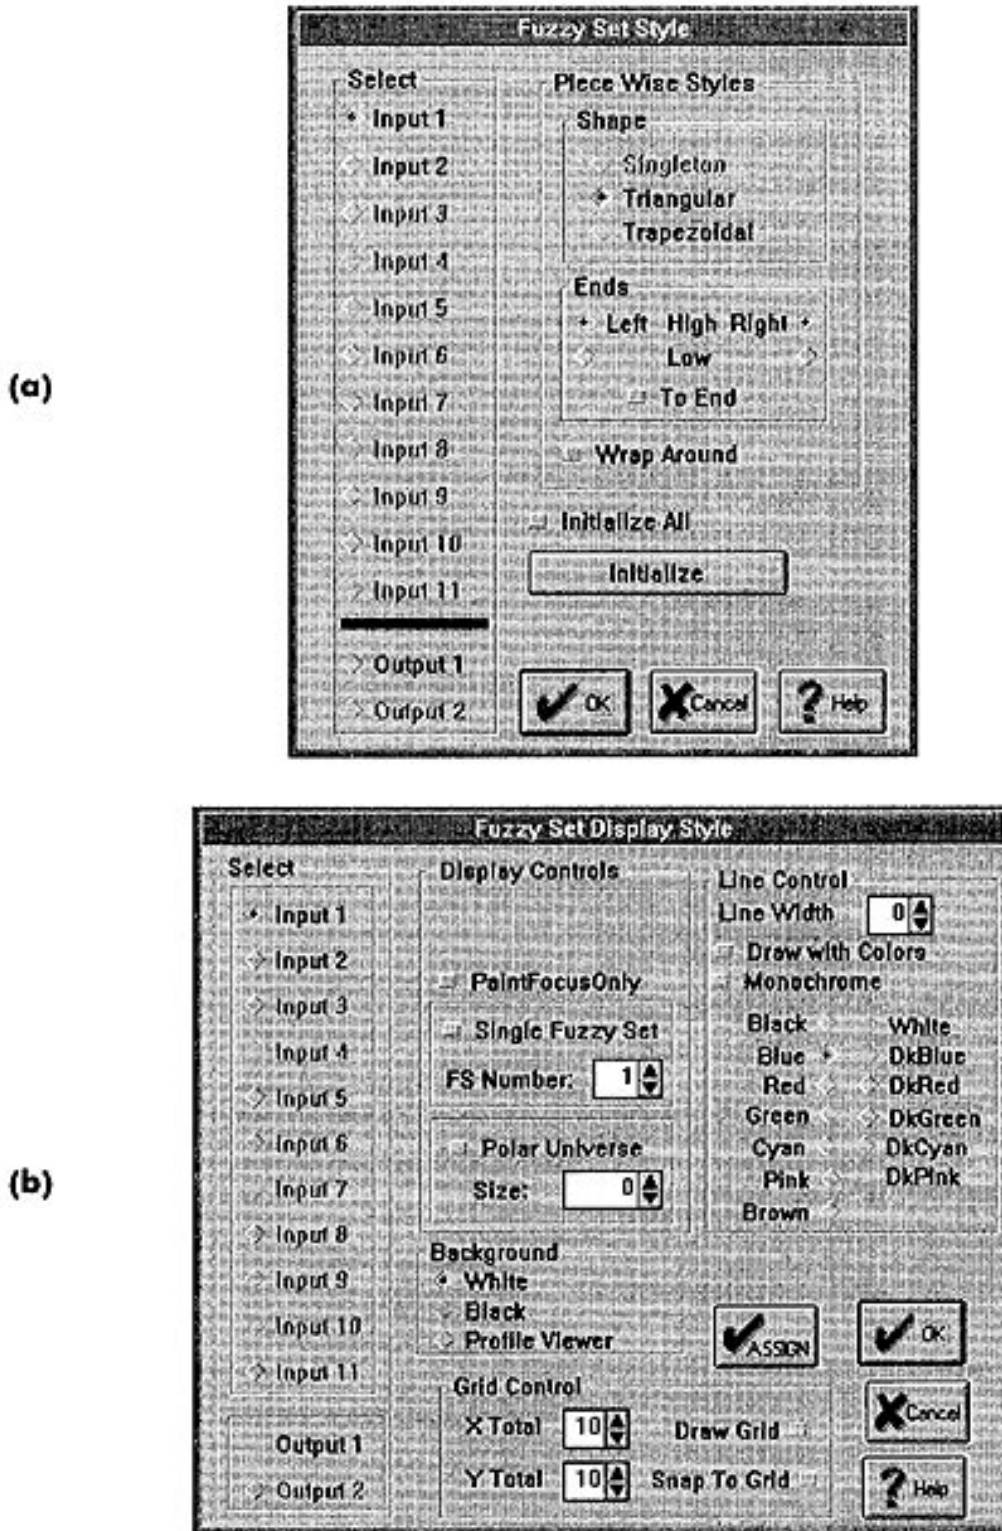 (a)
Fuzzy Set Style
Select
Input 1
Input 2
Input 3
Input 4
Input 5
Input 6
Input 7
Input 8
Input 9
Input 10
Input 11
Output 1
Output 2
Piece Wise Styles
Shape
Singleton
Triangular
Trapezoidal
Ends
Left High Right
Low
To End
Wrap Around
Initialize All
Initialize
OK
Cancel
Help
(b)
Fuzzy Set Display Style
Select
Input 1
Input 2
Input 3
Input 4
Input 5
Input 6
Input 7
Input 8
Input 9
Input 10
Input 11
Output 1
Output 2
Display Controls
PaintFocusOnly
Single Fuzzy Set
FS Number: 1
Polar Universe
Size: 0
Background
White
Black
Profile Viewer
Grid Control
X Total 10 Draw Grid
Y Total 10 Snap To Grid
Line Control
Line Width 0
Draw with Colors
Monochrome
Black White
Blue DkBlue
Red DkRed
Green DkGreen
Cyan DkCyan
Pink DkPink
Brown
ASSIGN
OK
Cancel
Help